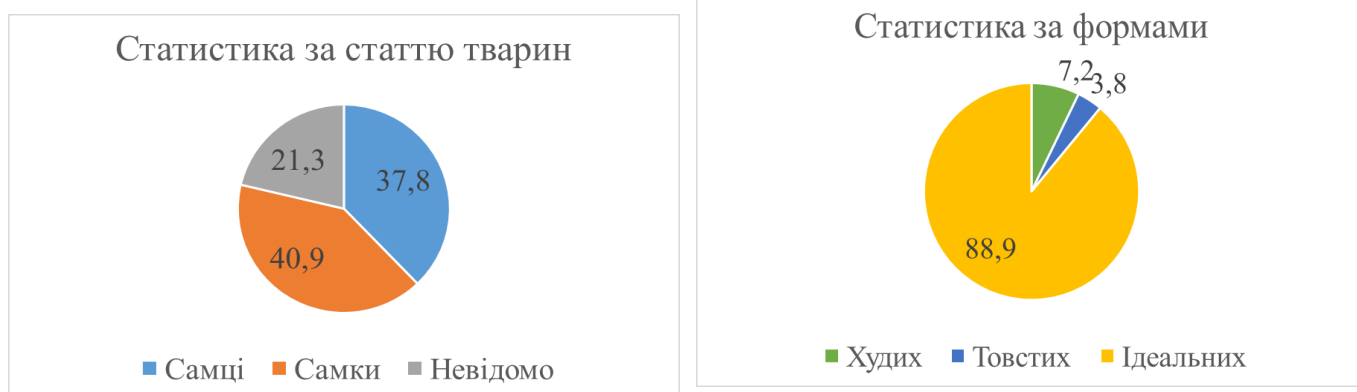 Статистика за статтю тварин
21,3
37,8
40,9
Самці Самки Невідомо
Статистика за формами
7,2
3,8
88,9
Худих Товстих Ідеальних